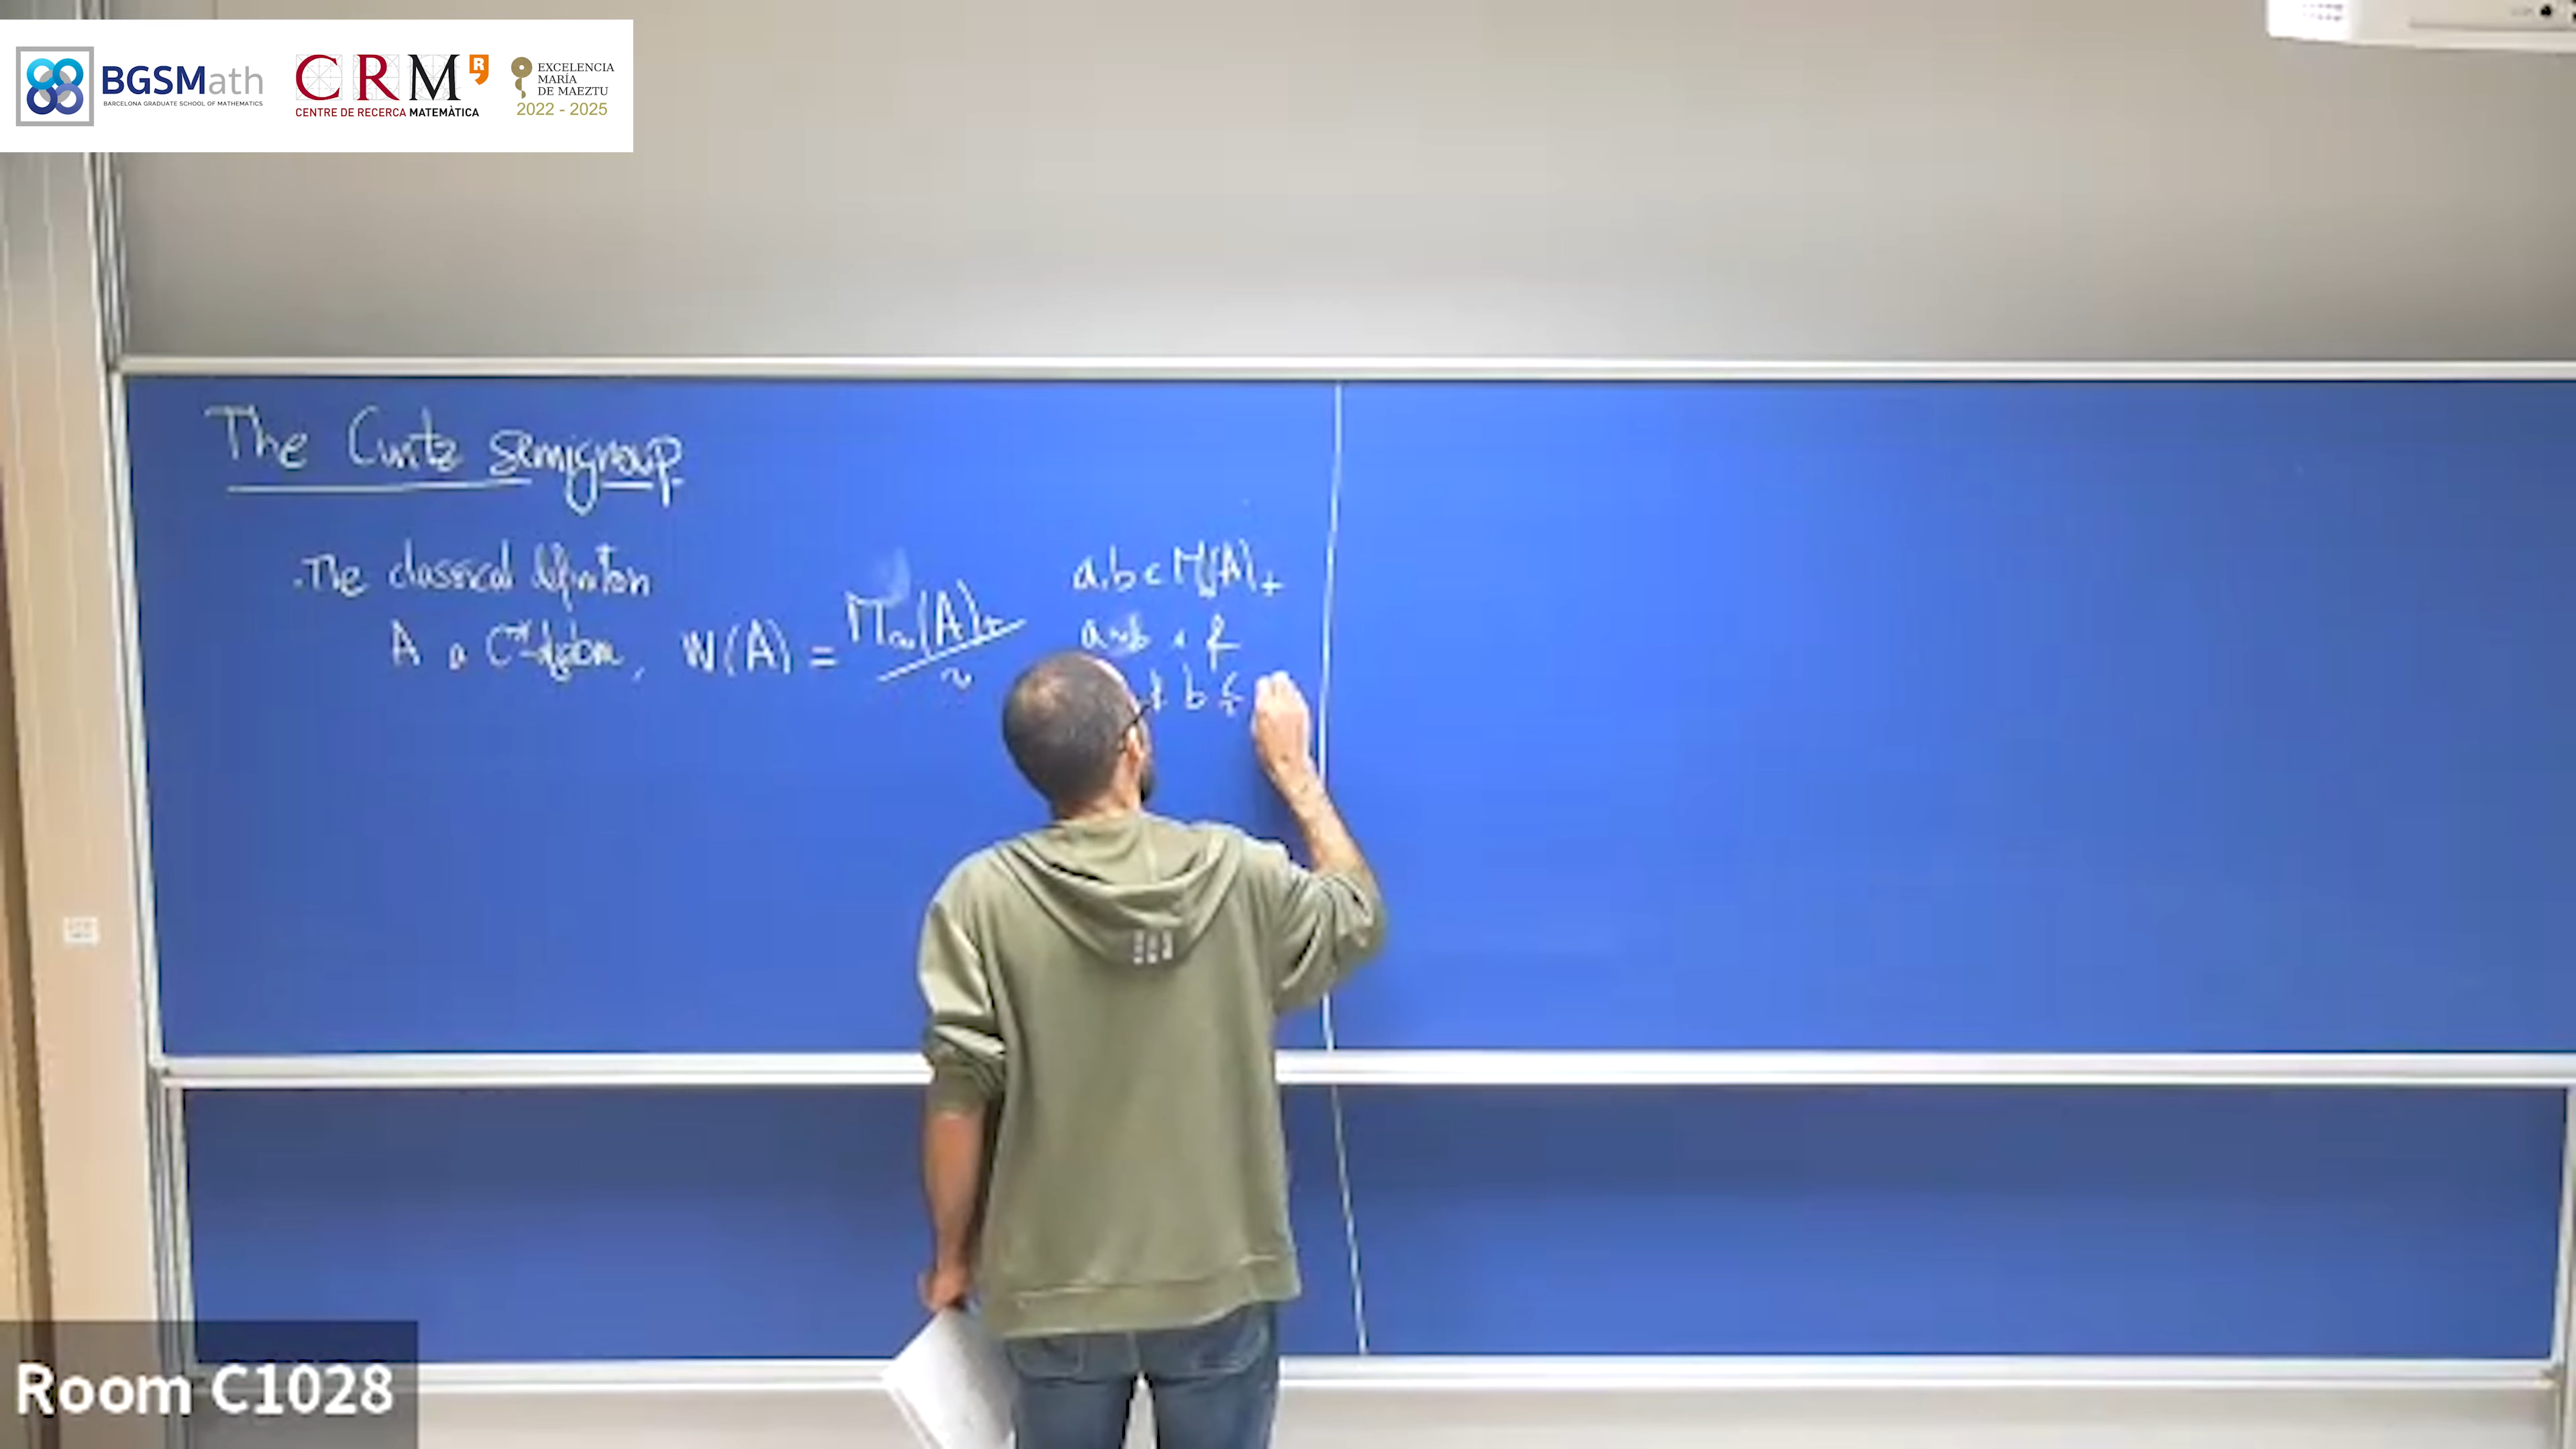 BGSMath
BARCELONA GRADUATE SCHOOL OF MATHEMATICS
CRM R
CENTRE DE RECERCA MATEMÀTICA
EXCELENCIA
MARÍA
DE MAEZTU
2022 - 2025
The Cuntz semigroup
. The classical definition
A a C*-algebra, W(A) = M∞(A)+ / ~
a,b ∈ M∞(A)+
a~b if
b ≲
Room C1028